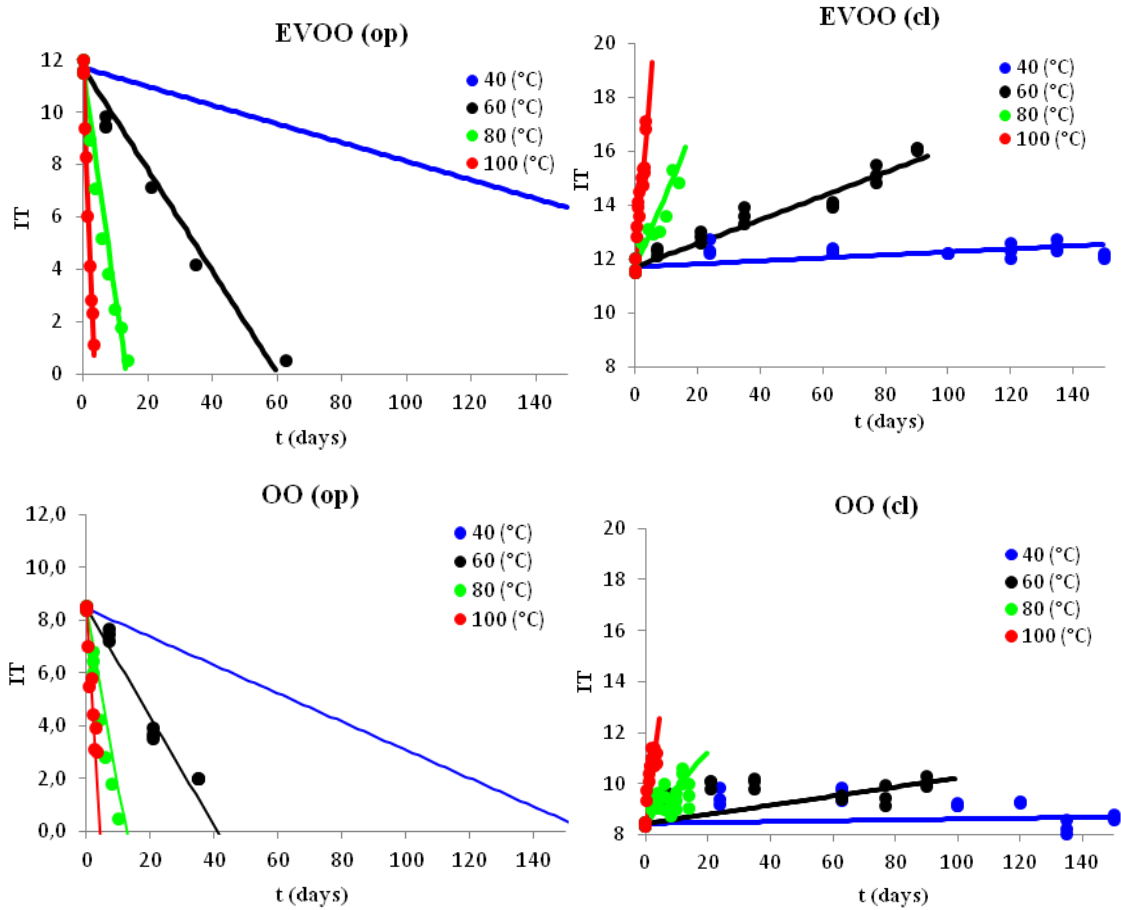 EVOO (op)
12
10
8
6
4
2
0
IT
40 (°C)
60 (°C)
80 (°C)
100 (°C)
0 20 40 60 80 100 120 140
t (days)
EVOO (cl)
20
18
16
14
12
10
8
IT
40 (°C)
60 (°C)
80 (°C)
100 (°C)
0 20 40 60 80 100 120 140
t (days)
OO (op)
12,0
10,0
8,0
6,0
4,0
2,0
0,0
IT
40 (°C)
60 (°C)
80 (°C)
100 (°C)
0 20 40 60 80 100 120 140
t (days)
OO (cl)
20
18
16
14
12
10
8
IT
40 (°C)
60 (°C)
80 (°C)
100 (°C)
0 20 40 60 80 100 120 140
t (days)